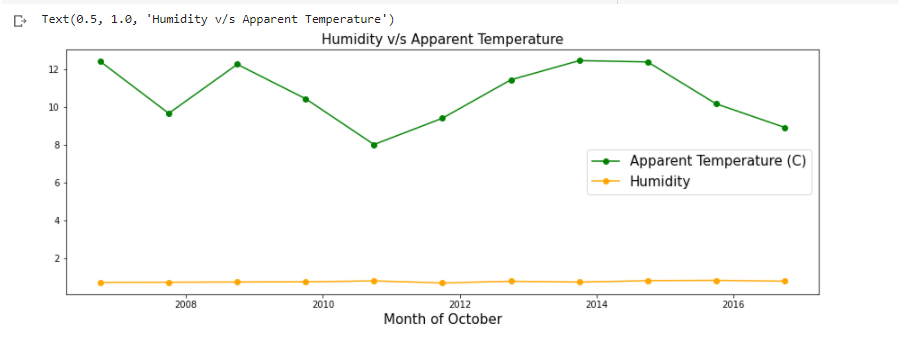 Text(0.5, 1.0, 'Humidity v/s Apparent Temperature')
Humidity v/s Apparent Temperature
12
10
8
6
4
2
Apparent Temperature (C)
Humidity
2008 2010 2012 2014 2016
Month of October